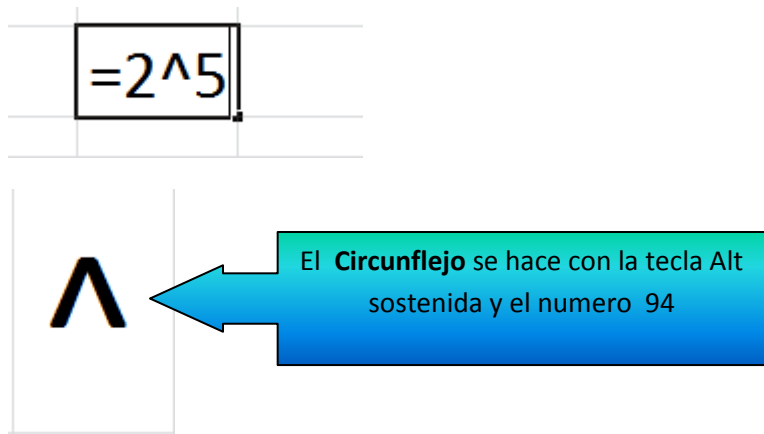 =2^5
^
El Circunflejo se hace con la tecla Alt
sostenida y el numero 94